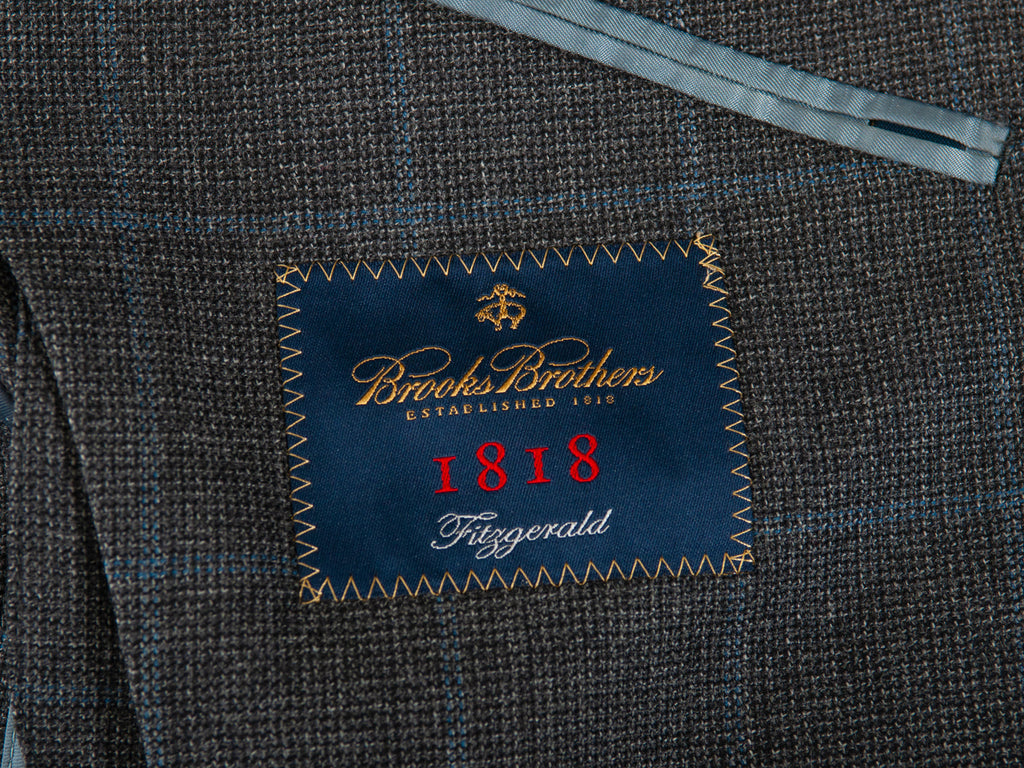 Brooks Brothers
ESTABLISHED 1818
1818
Fitzgerald